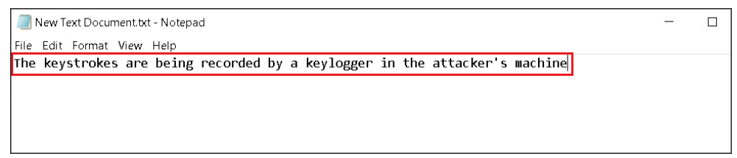 New Text Document.txt - Notepad
File Edit Format View Help
The keystrokes are being recorded by a keylogger in the attacker's machine